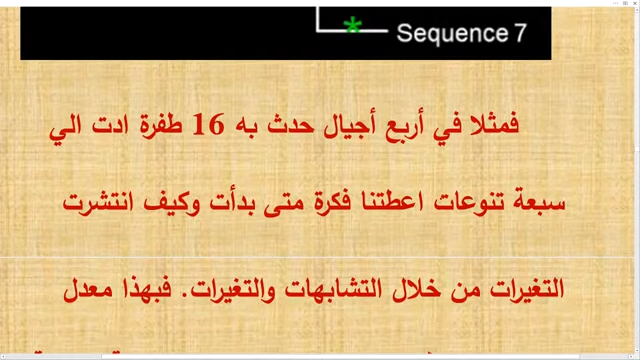 Sequence 7
فمثلا في أربع أجيال حدث به 16 طفرة ادت الي
سبعة تنوعات اعطتنا فكرة متى بدأت وكيف انتشرت
التغيرات من خلال التشابهات والتغيرات. فبهذا معدل